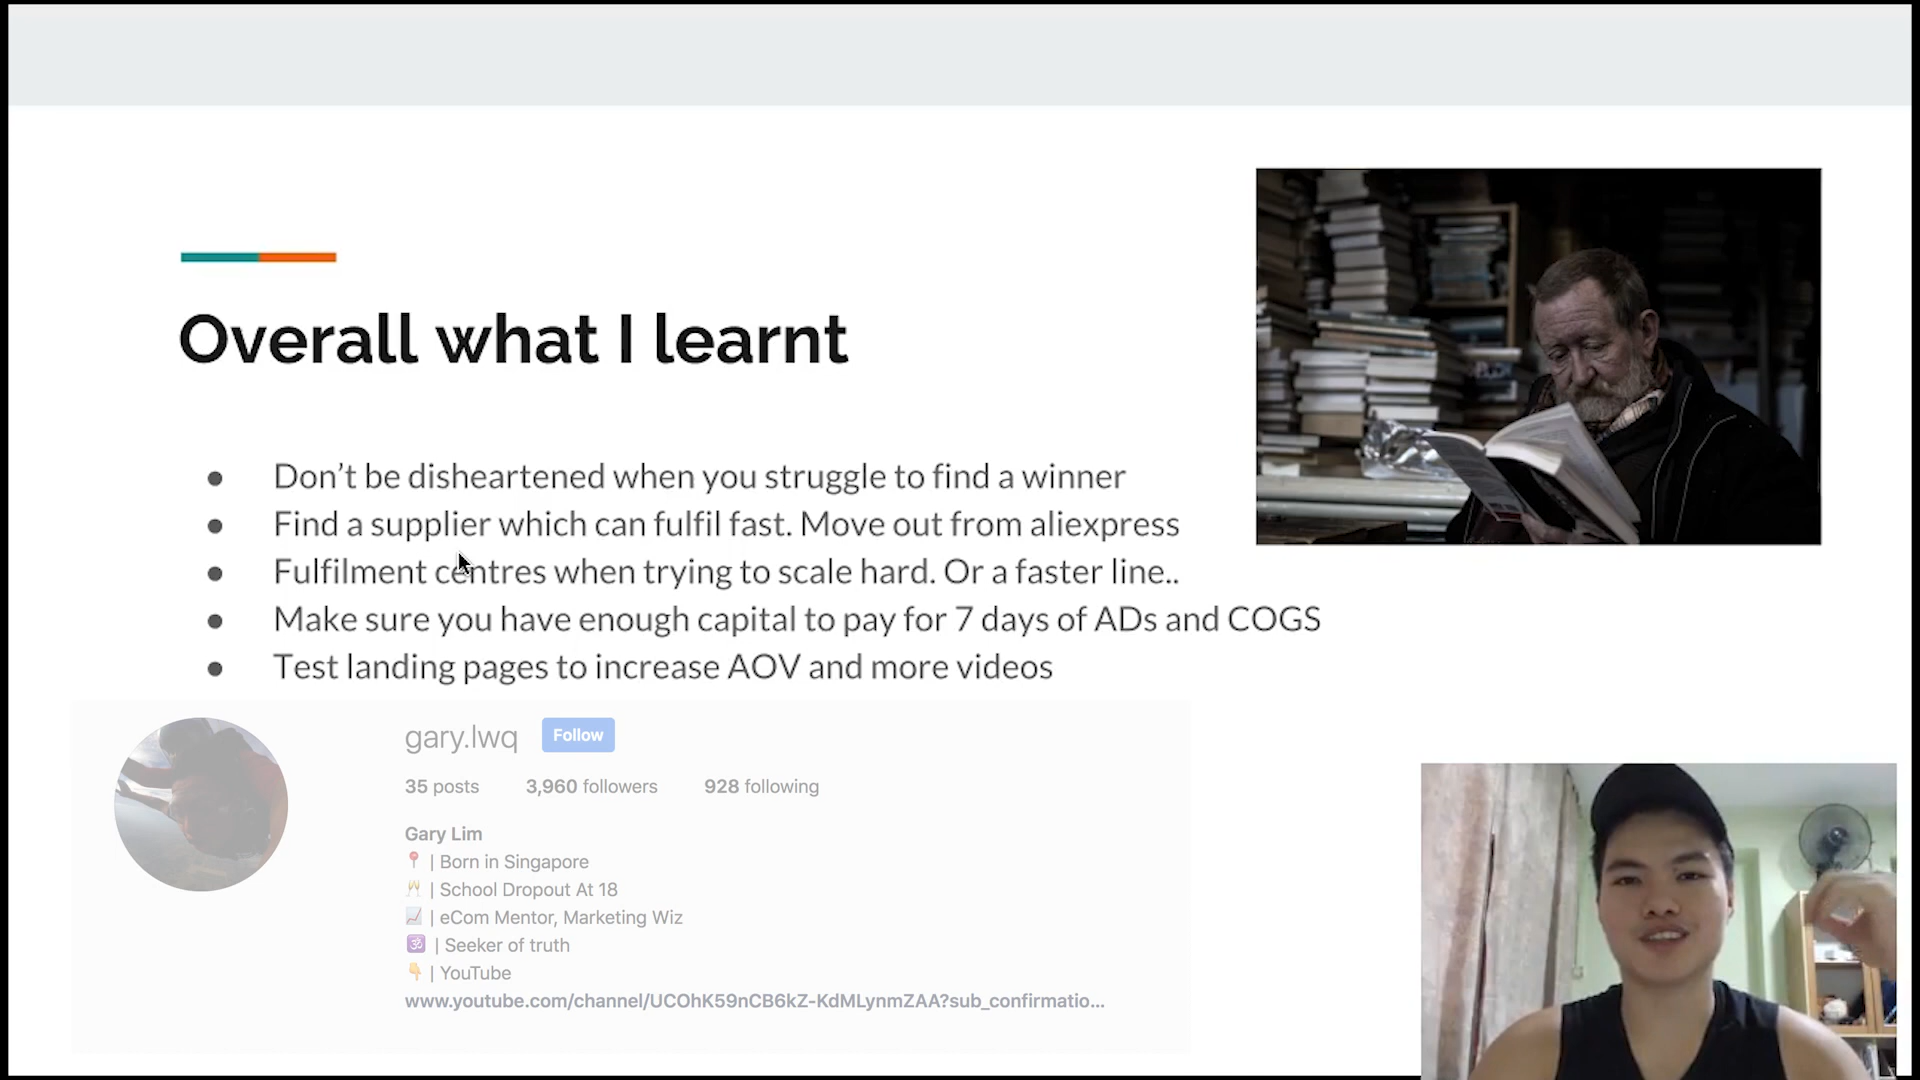 Overall what I learnt
● Don't be disheartened when you struggle to find a winner
● Find a supplier which can fulfil fast. Move out from aliexpress
● Fulfilment centres when trying to scale hard. Or a faster line..
● Make sure you have enough capital to pay for 7 days of ADs and COGS
● Test landing pages to increase AOV and more videos
gary.lwq Follow
35 posts 3,960 followers 928 following
Gary Lim
📍 | Born in Singapore
🥂 | School Dropout At 18
📈 | eCom Mentor, Marketing Wiz
🕉 | Seeker of truth
👇 | YouTube
www.youtube.com/channel/UCOhK59nCB6kZ-KdMLynmZAA?sub_confirmatio...